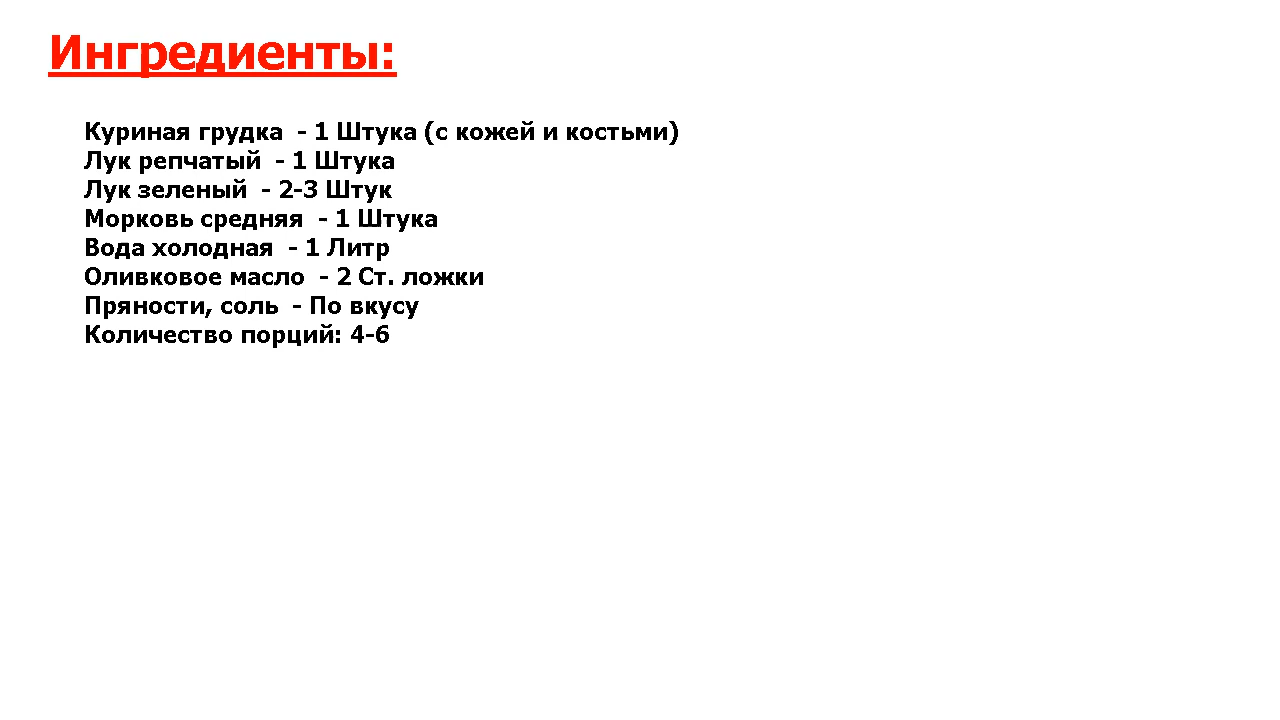 Ингредиенты:
Куриная грудка  - 1 Штука (с кожей и костьми)
Лук репчатый  - 1 Штука
Лук зеленый  - 2-3 Штук
Морковь средняя  - 1 Штука
Вода холодная  - 1 Литр
Оливковое масло  - 2 Ст. ложки
Пряности, соль  - По вкусу
Количество порций: 4-6